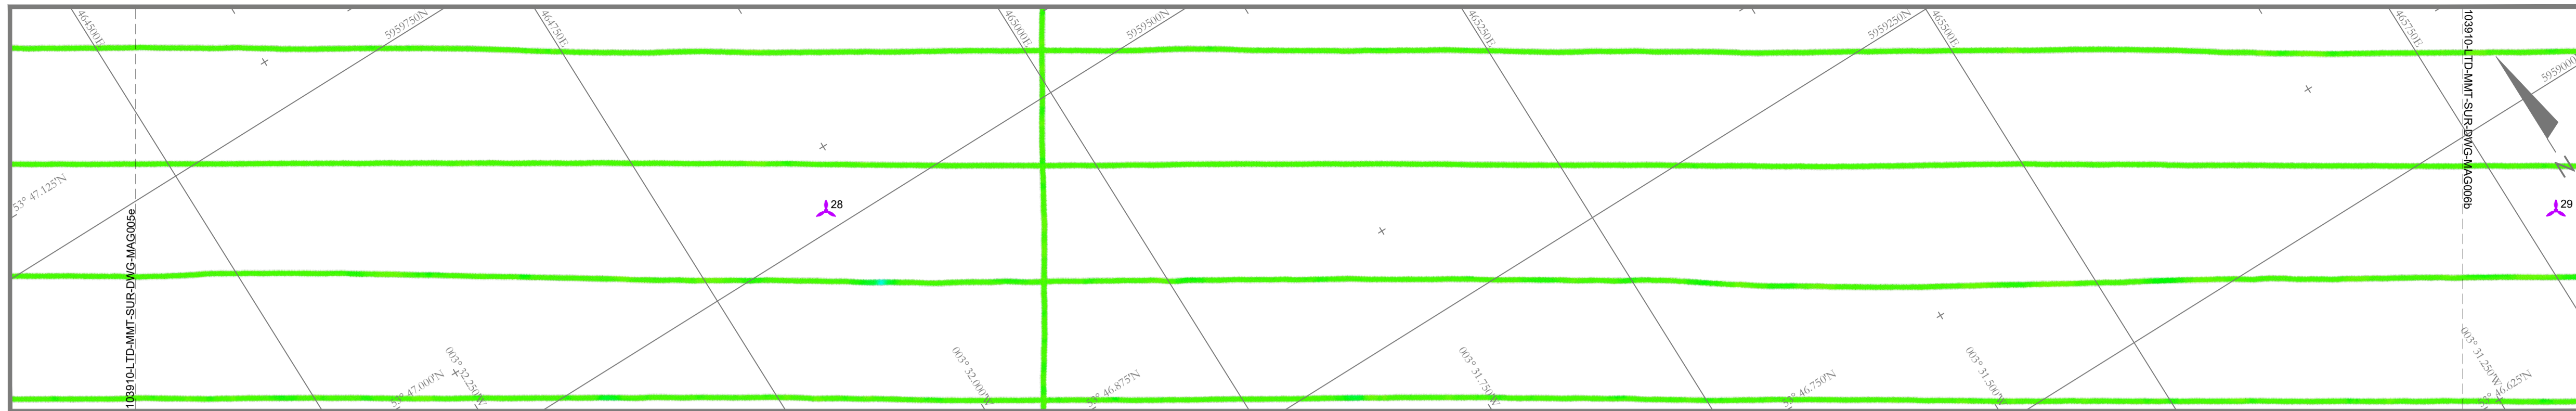 464500E
5959750N
464750E
465000E
5959500N
465250E
5959250N
465500E
465750E
103910-LTD-MMT-SUR-DWG-MAG006b
5959000
53° 47.125'N
N
28
29
103910-LTD-MMT-SUR-DWG-MAG005e
53° 47.000'N
003° 32.250'W
003° 32.000'W
53° 46.875'N
003° 31.750'W
53° 46.750'N
003° 31.500'W
003° 31.250'W
53° 46.625'N